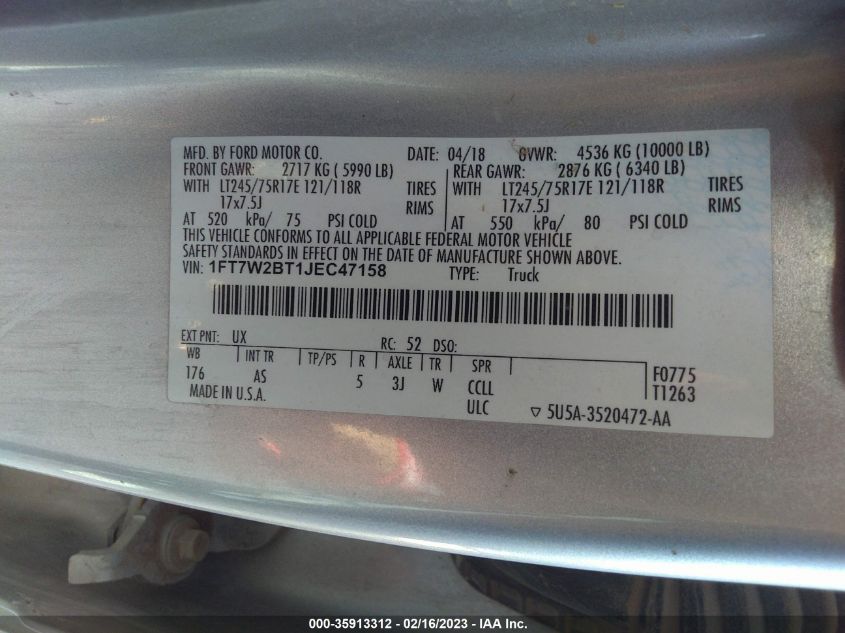 MFD. BY FORD MOTOR CO. DATE: 04/18 GVWR: 4536 KG (10000 LB)
FRONT GAWR: 2717 KG ( 5990 LB) REAR GAWR: 2876 KG ( 6340 LB)
WITH LT245/75R17E 121/118R TIRES WITH LT245/75R17E 121/118R TIRES
17x7.5J RIMS 17x7.5J RIMS
AT 520 kPa/ 75 PSI COLD AT 550 kPa/ 80 PSI COLD
THIS VEHICLE CONFORMS TO ALL APPLICABLE FEDERAL MOTOR VEHICLE
SAFETY STANDARDS IN EFFECT ON THE DATE OF MANUFACTURE SHOWN ABOVE.
VIN: 1FT7W2BT1JEC47158 TYPE: Truck
EXT PNT: UX RC: 52 DSO:
WB INT TR TP/PS R AXLE TR SPR
176 AS 5 3J W CCLL F0775
MADE IN U.S.A. ULC T1263
▽ 5U5A-3520472-AA
000-35913312 - 02/16/2023 - IAA Inc.